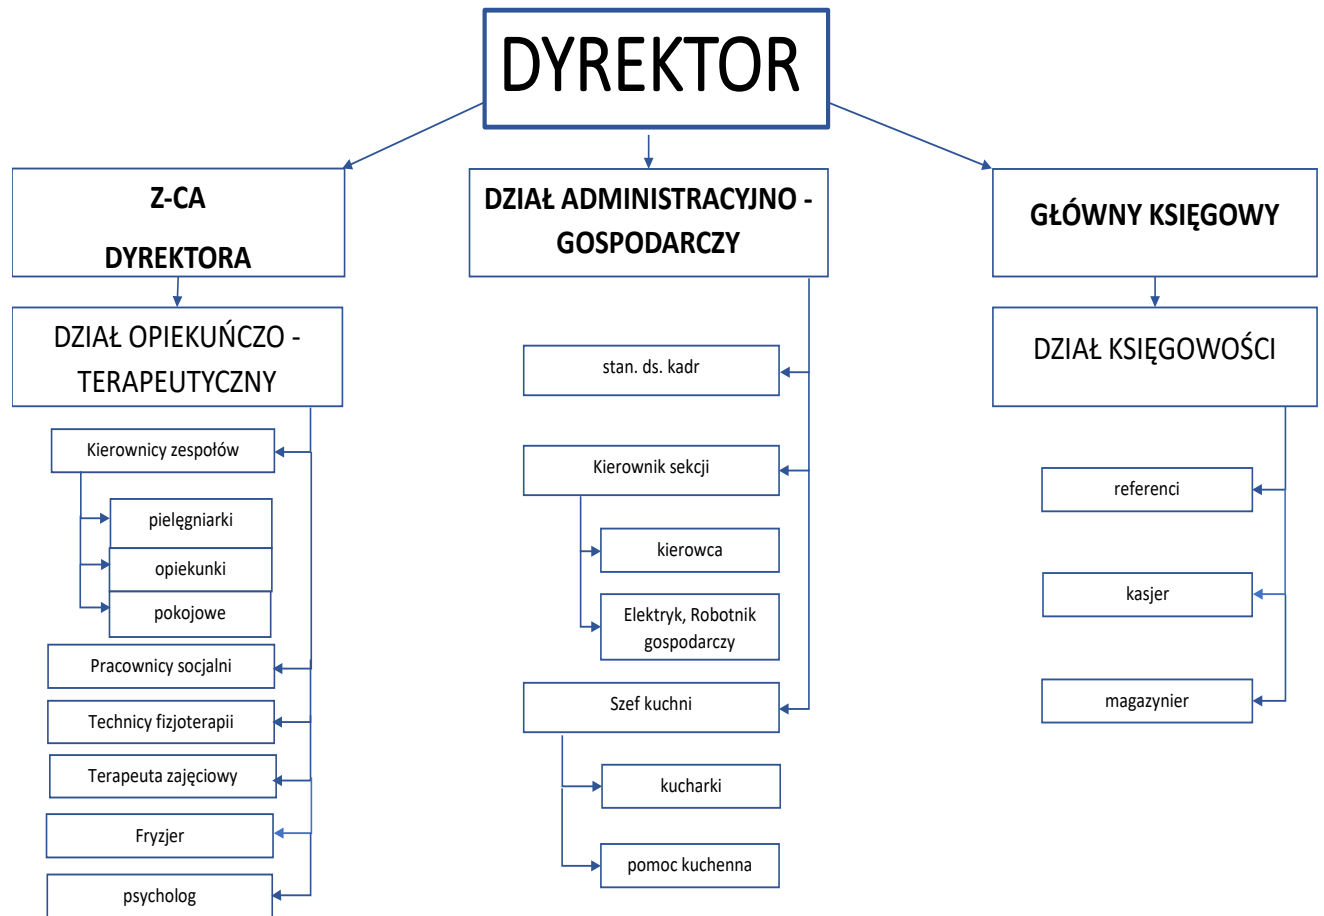 DYREKTOR
Z-CA
DYREKTORA
DZIAŁ ADMINISTRACYJNO -
GOSPODARCZY
GŁÓWNY KSIĘGOWY
DZIAŁ OPIEKUŃCZO -
TERAPEUTYCZNY
Kierownicy zespołów
pielęgniarki
opiekunki
pokojowe
Pracownicy socjalni
Technicy fizjoterapii
Terapeuta zajęciowy
Fryzjer
psycholog
stan. ds. kadr
Kierownik sekcji
kierowca
Elektryk, Robotnik
gospodarczy
Szef kuchni
kucharki
pomoc kuchenna
DZIAŁ KSIĘGOWOŚCI
referenci
kasjer
magazynier